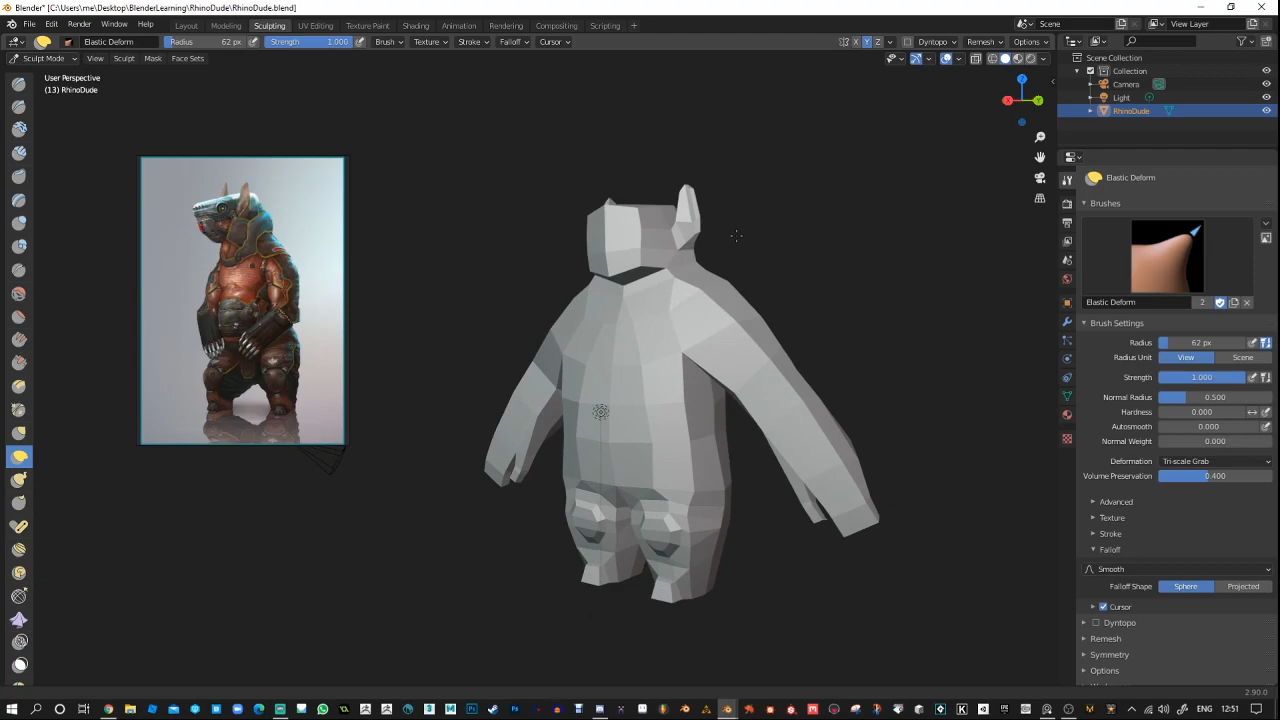 Blender* [C:\Users\me\Desktop\BlenderLearning\RhinoDude\RhinoDude.blend]
File Edit Render Window Help Layout Modeling Sculpting UV Editing Texture Paint Shading Animation Rendering Compositing Scripting Scene View Layer
Elastic Deform Radius 62 px Strength 1.000 Brush Texture Stroke Falloff Cursor X Y Z Dyntopo Remesh Options
Sculpt Mode View Sculpt Mask Face Sets
User Perspective
(13) RhinoDude
Z
X
Y
Scene Collection
Collection
Camera
Light
RhinoDude
Elastic Deform
Brushes
Elastic Deform 2
Brush Settings
Radius 62 px
Radius Unit View Scene
Strength 1.000
Normal Radius 0.500
Hardness 0.000
Autosmooth 0.000
Normal Weight 0.000
Deformation Tri-scale Grab
Volume Preservation 0.400
Advanced
Texture
Stroke
Falloff
Smooth
Falloff Shape Sphere Projected
Cursor
Dyntopo
Remesh
Symmetry
Options
2.90.0
ENG 12:51